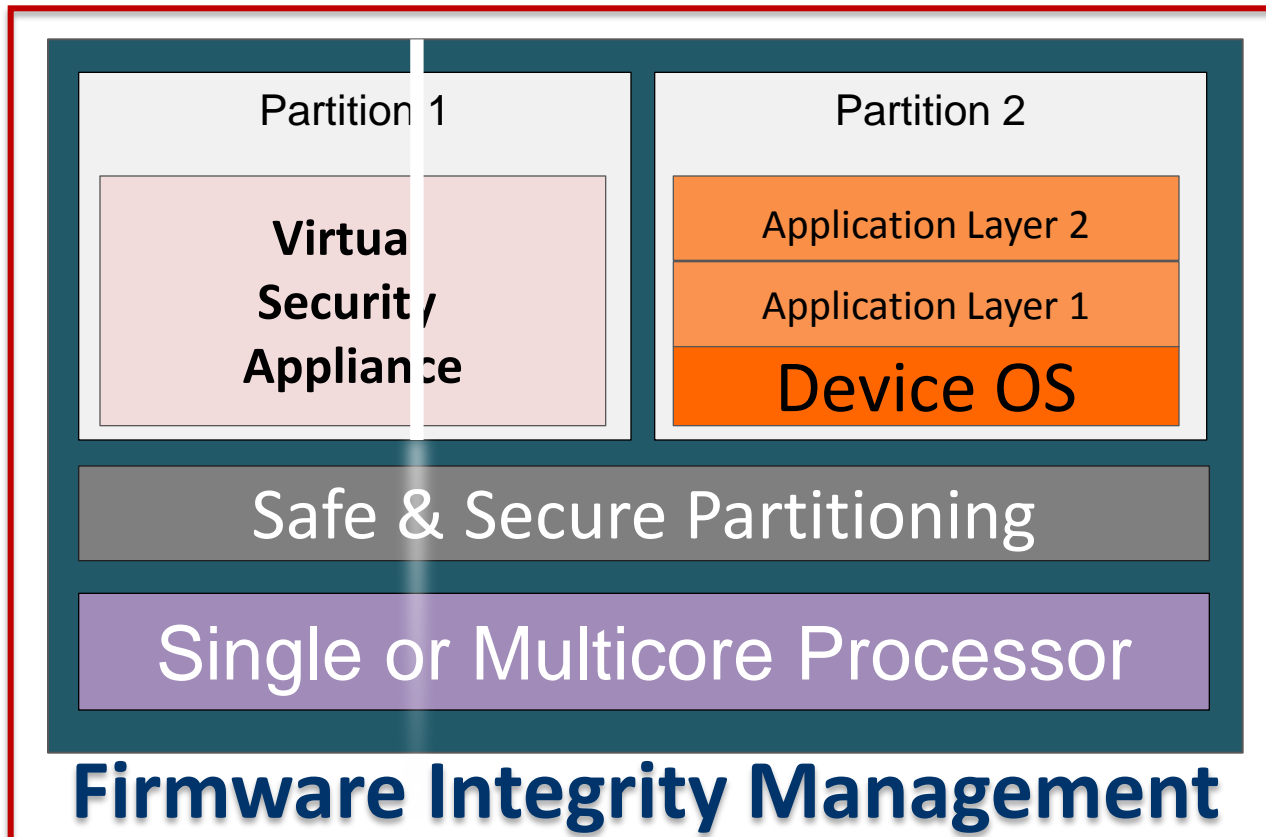 Partition 1
Partition 2
Virtua
Security
Appliance
Application Layer 2
Application Layer 1
Device OS
Safe & Secure Partitioning
Single or Multicore Processor
Firmware Integrity Management